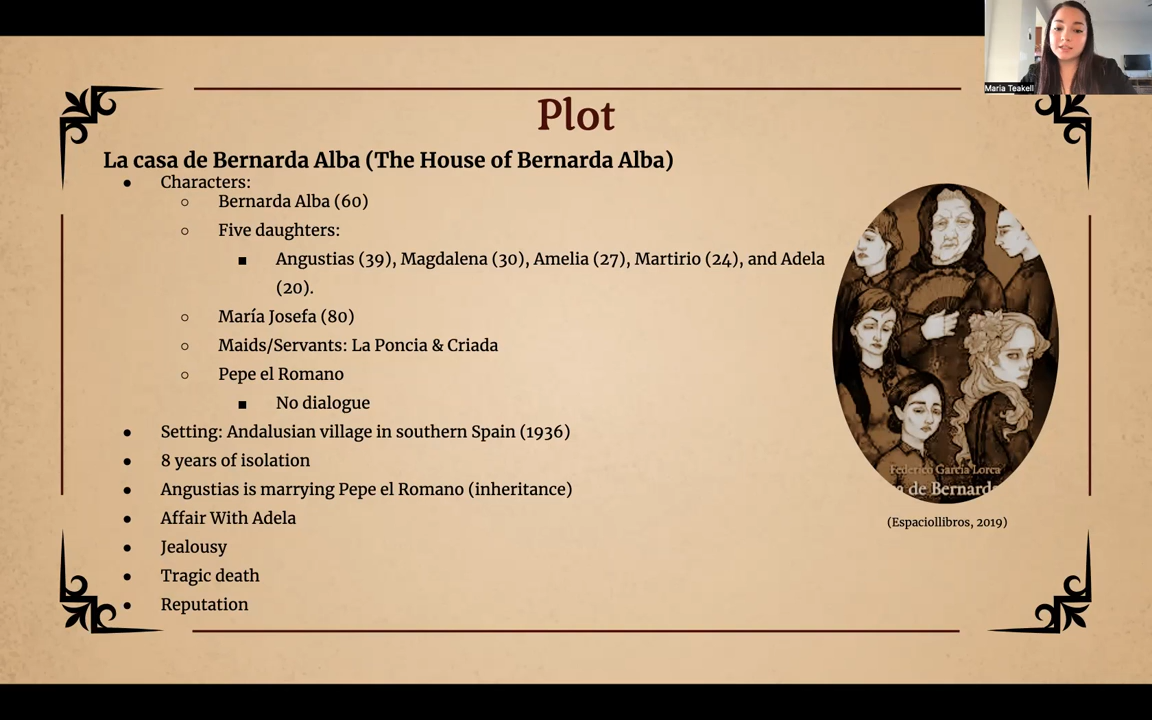 Maria Teakell
Plot
La casa de Bernarda Alba (The House of Bernarda Alba)
● Characters:
○ Bernarda Alba (60)
○ Five daughters:
■ Angustias (39), Magdalena (30), Amelia (27), Martirio (24), and Adela
(20).
○ María Josefa (80)
○ Maids/Servants: La Poncia & Criada
○ Pepe el Romano
■ No dialogue
● Setting: Andalusian village in southern Spain (1936)
● 8 years of isolation
● Angustias is marrying Pepe el Romano (inheritance)
● Affair With Adela
● Jealousy
● Tragic death
● Reputation
Federico García Lorca
a de Bernarda
(Espaciollibros, 2019)